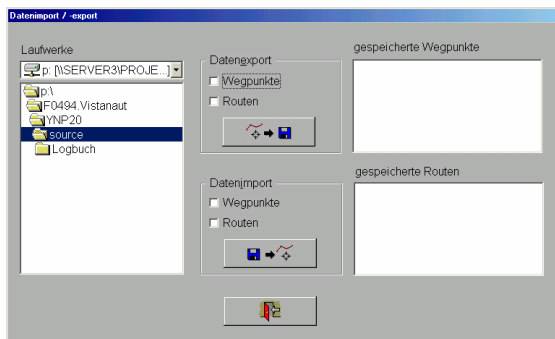 Datenimport / -export
Laufwerke
p: [\\SERVER3\PROJE...]
p:\
F0494.Vistanaut
YNP20
source
Logbuch
Datenexport
Wegpunkte
Routen
Datenimport
Wegpunkte
Routen
gespeicherte Wegpunkte
gespeicherte Routen